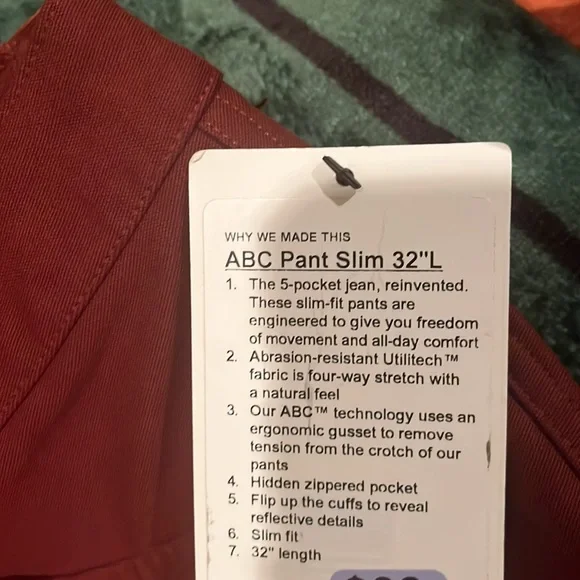 WHY WE MADE THIS
ABC Pant Slim 32"L
1. The 5-pocket jean, reinvented.
These slim-fit pants are
engineered to give you freedom
of movement and all-day comfort
2. Abrasion-resistant Utilitech™
fabric is four-way stretch with
a natural feel
3. Our ABC™ technology uses an
ergonomic gusset to remove
tension from the crotch of our
pants
4. Hidden zippered pocket
5. Flip up the cuffs to reveal
reflective details
6. Slim fit
7. 32" length